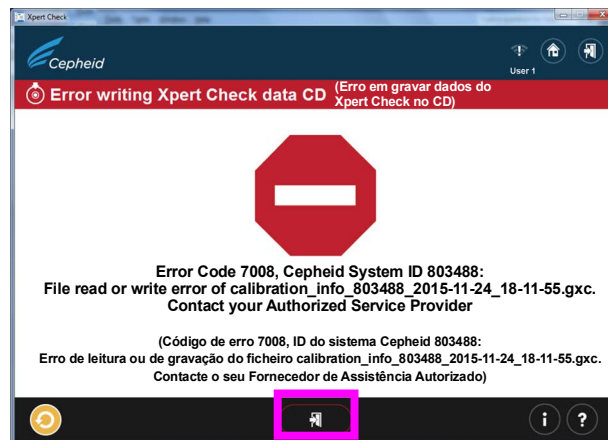 Xpert Check
Cepheid
User 1
Error writing Xpert Check data CD
(Erro em gravar dados do
Xpert Check no CD)
Error Code 7008, Cepheid System ID 803488:
File read or write error of calibration_info_803488_2015-11-24_18-11-55.gxc.
Contact your Authorized Service Provider
(Código de erro 7008, ID do sistema Cepheid 803488:
Erro de leitura ou de gravação do ficheiro calibration_info_803488_2015-11-24_18-11-55.gxc.
Contacte o seu Fornecedor de Assistência Autorizado)
i ?